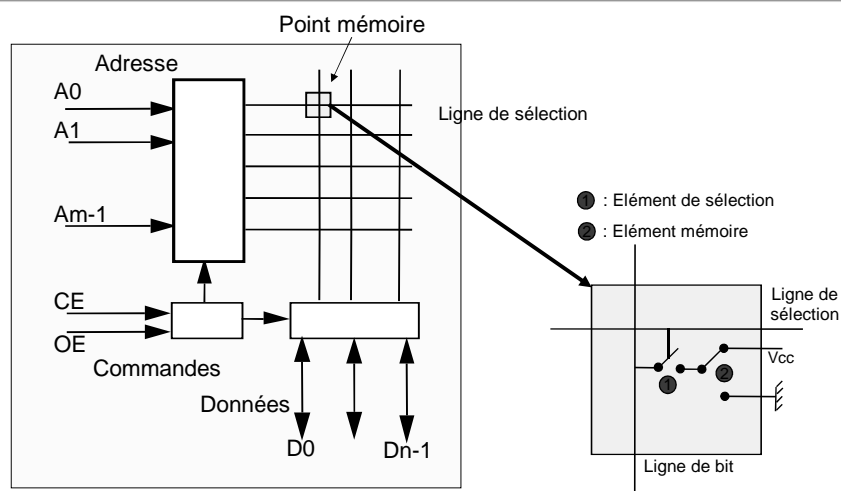 Point mémoire
Adresse
A0
A1
Am-1
Ligne de sélection
CE
OE
Commandes
Données
D0
Dn-1
1 : Elément de sélection
2 : Elément mémoire
Ligne de
sélection
Vcc
1
2
Ligne de bit